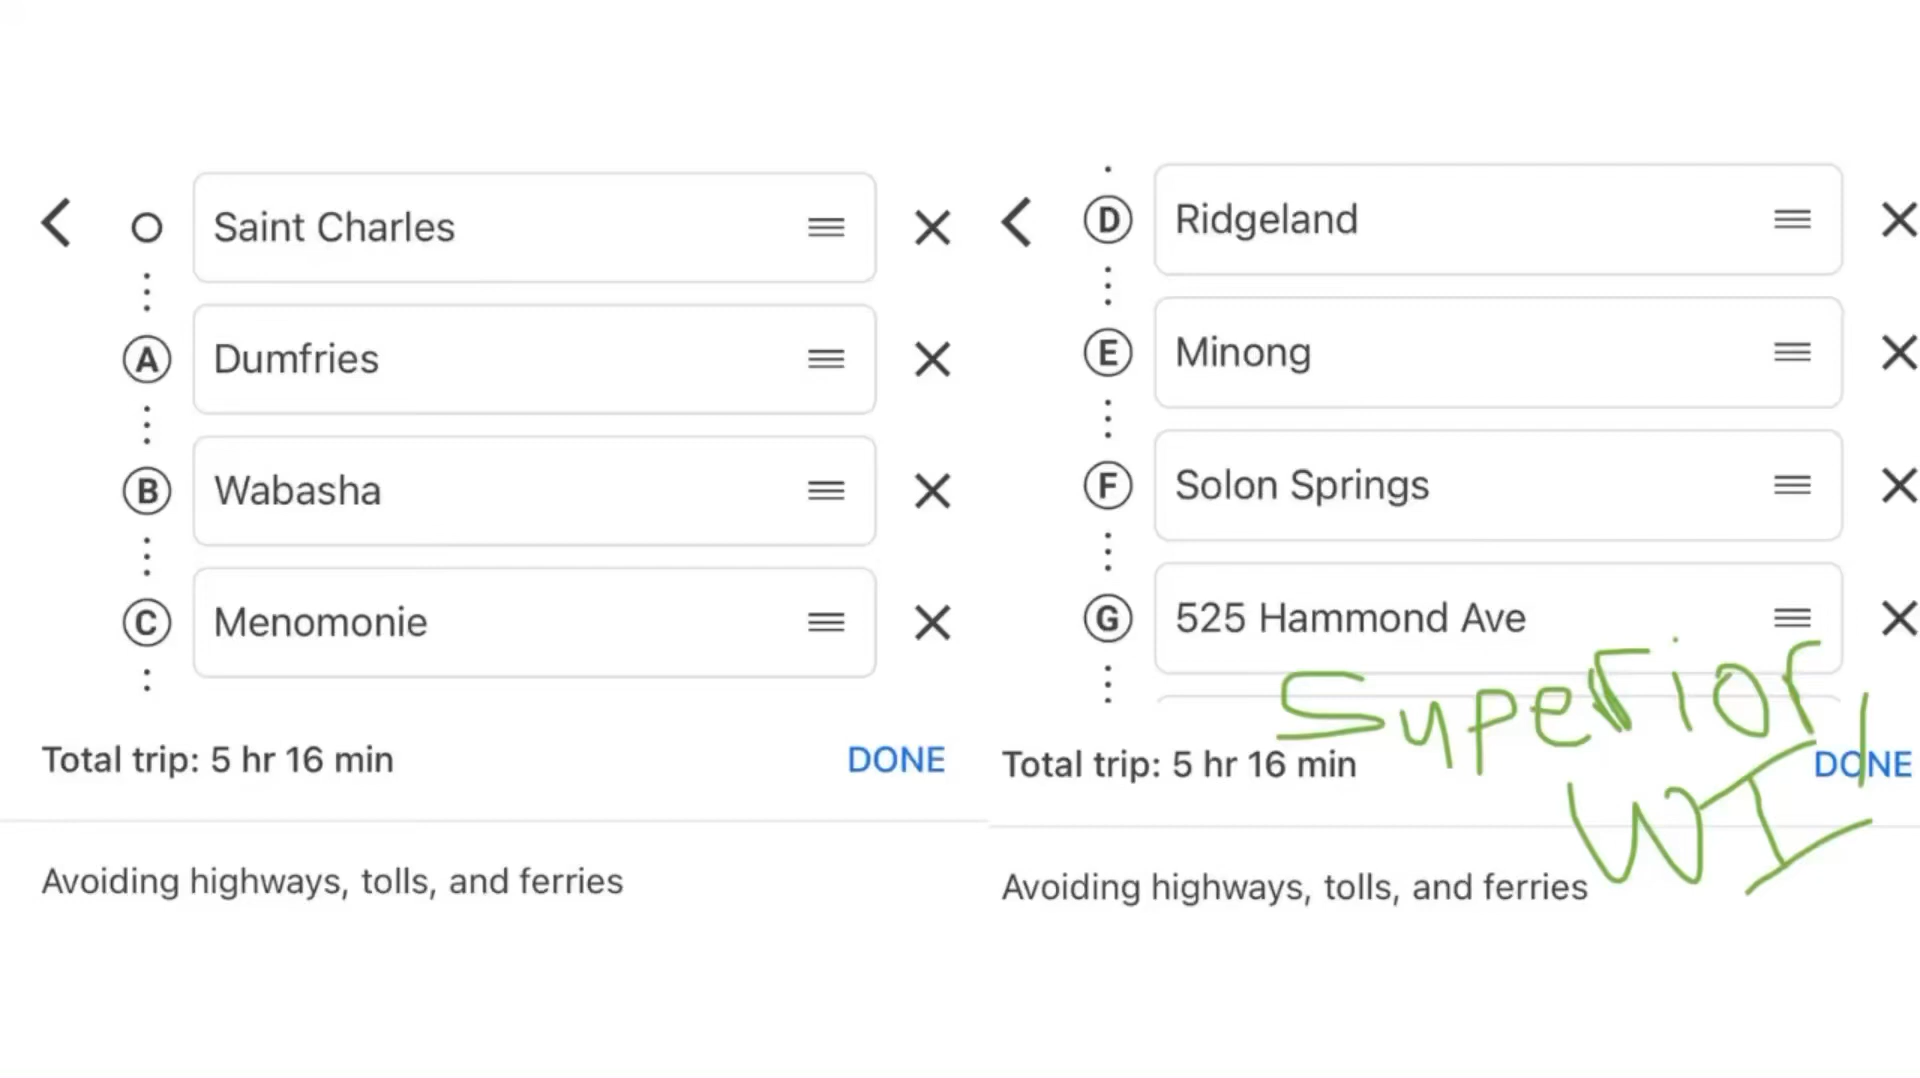 Saint Charles
A Dumfries
B Wabasha
C Menomonie
Total trip: 5 hr 16 min DONE
Avoiding highways, tolls, and ferries
D Ridgeland
E Minong
F Solon Springs
G 525 Hammond Ave
Superior,
WI
Total trip: 5 hr 16 min DONE
Avoiding highways, tolls, and ferries